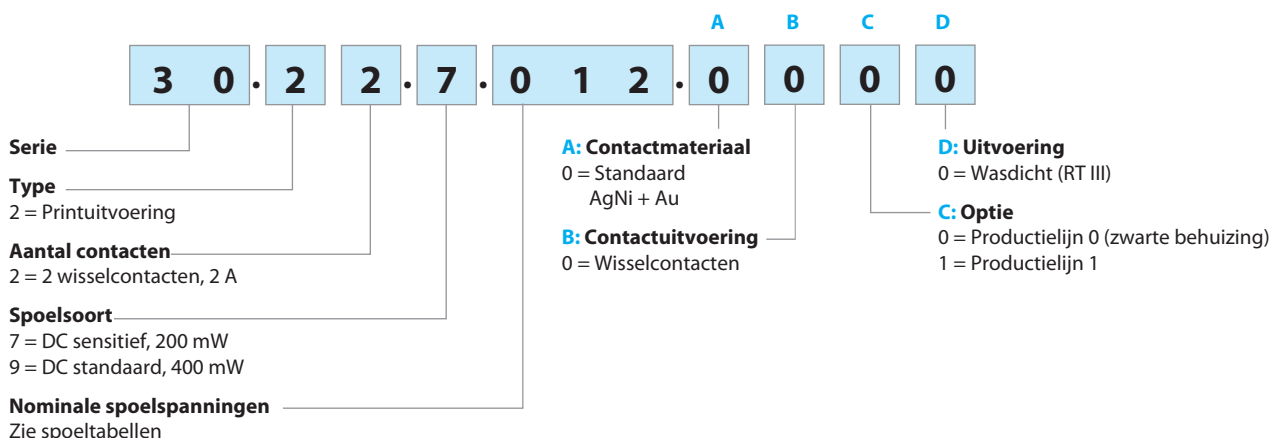 A B C D
3 0 . 2 2 . 7 . 0 1 2 . 0 0 0 0
Serie
Type
2 = Printuitvoering
Aantal contacten
2 = 2 wisselcontacten, 2 A
Spoelsoort
7 = DC sensitief, 200 mW
9 = DC standaard, 400 mW
Nominale spoelspanningen
Zie spoeltabellen
A: Contactmateriaal
0 = Standaard
AgNi + Au
B: Contactuitvoering
0 = Wisselcontacten
D: Uitvoering
0 = Wasdicht (RT III)
C: Optie
0 = Productielijn 0 (zwarte behuizing)
1 = Productielijn 1